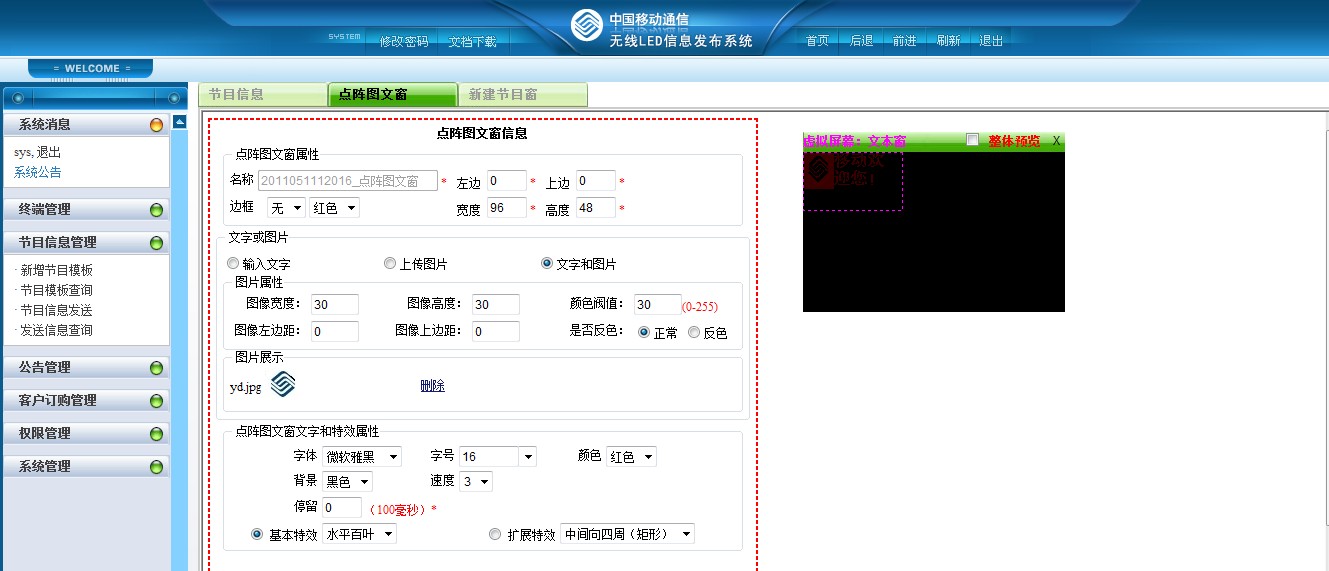 中国移动通信
无线LED信息发布系统
SYSTEM 修改密码 文档下载
首页 后退 前进 刷新 退出
= WELCOME =
系统消息
sys, 退出
系统公告
终端管理
节目信息管理
· 新增节目模板
· 节目模板查询
· 节目信息发送
· 发送信息查询
公告管理
客户订购管理
权限管理
系统管理
节目信息 点阵图文窗 新建节目窗
点阵图文窗信息
点阵图文窗属性
名称 2011051112016_点阵图文窗 * 左边 0 * 上边 0 *
边框 无 红色 宽度 96 * 高度 48 *
文字或图片
输入文字 上传图片 文字和图片
图片属性
图像宽度： 30 图像高度： 30 颜色阀值： 30 (0-255)
图像左边距： 0 图像上边距： 0 是否反色： 正常 反色
图片展示
yd.jpg 删除
点阵图文窗文字和特效属性
字体 微软雅黑 字号 16 颜色 红色
背景 黑色 速度 3
停留 0 （100毫秒）*
基本特效 水平百叶 扩展特效 中间向四周（矩形）
虚拟屏幕：文本窗 整体预览 X
移动欢
迎您！